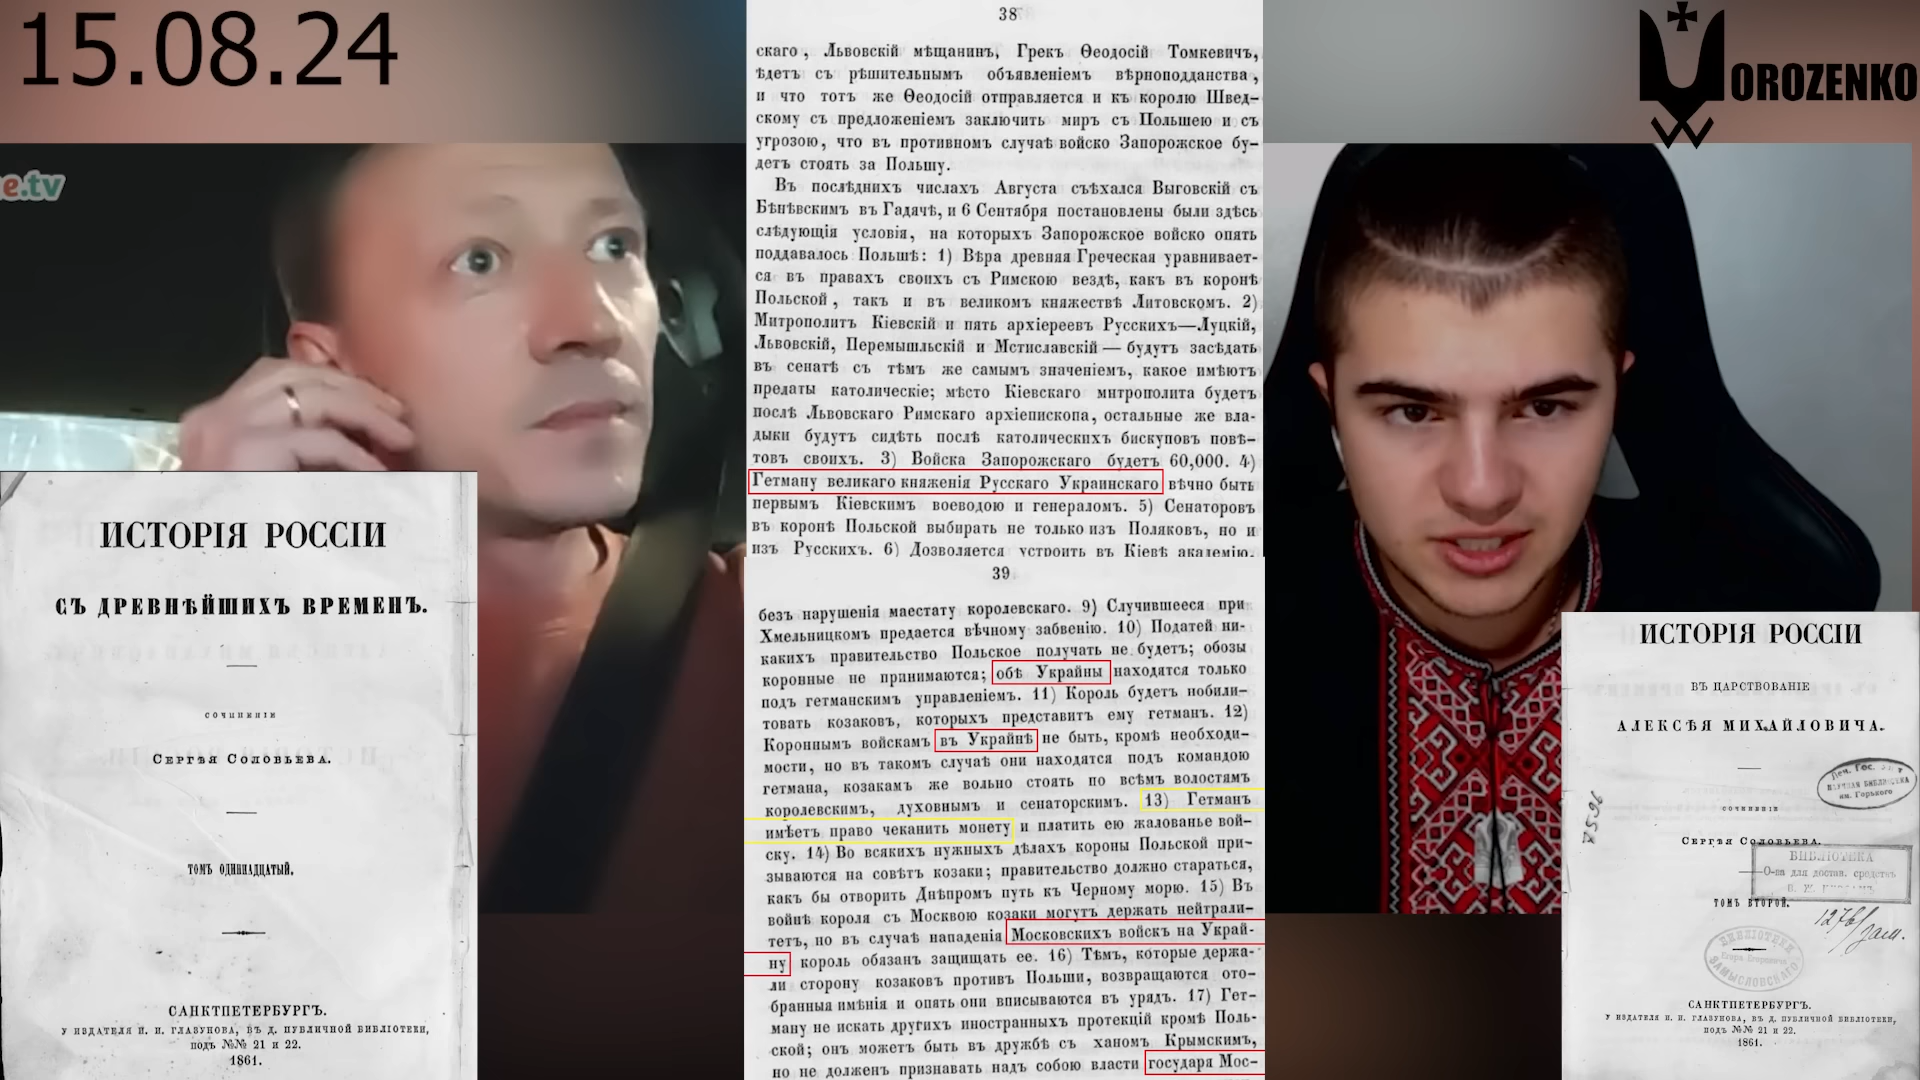 15.08.24
OROZENKO
e.tv
38
скаго, Львовскій мѣщанинъ, Грекъ Ѳеодосій Томкевичъ,
ѣдетъ съ рѣшительнымъ объявленіемъ вѣрноподданства,
и что тотъ же Ѳеодосій отправляется и къ королю Швед-
скому съ предложеніемъ заключить миръ съ Польшею и съ
угрозою, что въ противномъ случаѣ войско Запорожское бу-
детъ стоять за Польшу.
Въ послѣднихъ числахъ Августа съѣхался Выговскій съ
Бѣнѣвскимъ въ Гадячѣ, и 6 Сентября постановлены были здѣсь
слѣдующія условія, на которыхъ Запорожское войско опять
поддавалось Польшѣ: 1) Вѣра древняя Греческая уравнивает-
ся въ правахъ своихъ съ Римскою вездѣ, какъ въ коронѣ
Польской, такъ и въ великомъ княжествѣ Литовскомъ. 2)
Митрополитъ Кіевскій и пять архіереевъ Русскихъ—Луцкій,
Львовскій, Перемышльскій и Мстиславскій — будутъ засѣдать
въ сенатѣ съ тѣмъ же самымъ значеніемъ, какое имѣютъ
прелаты католическіе; мѣсто Кіевскаго митрополита будетъ
послѣ Львовскаго Римскаго архіепископа, остальные же вла-
дыки будутъ сидѣть послѣ католическихъ бискуповъ повѣ-
товъ своихъ. 3) Войска Запорожскаго будетъ 60,000. 4)
Гетману великаго княженія Русскаго Украинскаго вѣчно быть
первымъ Кіевскимъ воеводою и генераломъ. 5) Сенаторовъ
въ коронѣ Польской выбирать не только изъ Поляковъ, но и
изъ Русскихъ. 6) Дозволяется устроить въ Кіевѣ академію,
39
безъ нарушенія маестату королевскаго. 9) Случившееся при
Хмельницкомъ предается вѣчному забвенію. 10) Податей ни-
какихъ правительство Польское получать не будетъ; обозы
коронные не принимаются; обѣ Украйны находятся только
подъ гетманскимъ управленіемъ. 11) Король будетъ нобили-
товать козаковъ, которыхъ представитъ ему гетманъ. 12)
Короннымъ войскамъ въ Украйнѣ не быть, кромѣ необходи-
мости, но въ такомъ случаѣ они находятся подъ командою
гетмана, козакамъ же вольно стоять по всѣмъ волостямъ
королевскимъ, духовнымъ и сенаторскимъ. 13) Гетманъ
имѣетъ право чеканить монету и платить ею жалованье вой-
ску. 14) Во всякихъ нужныхъ дѣлахъ короны Польской при-
зываются на совѣтъ козаки; правительство должно стараться,
какъ бы отворить Днѣпромъ путь къ Черному морю. 15) Въ
войнѣ короля съ Москвою козаки могутъ держать нейтрали-
тетъ, но въ случаѣ нападенія Московскихъ войскъ на Украй-
ну король обязанъ защищать ее. 16) Тѣмъ, которые держа-
ли сторону козаковъ противъ Польши, возвращаются ото-
бранныя имѣнія и опять они вписываются въ урядъ. 17) Гет-
ману не искать другихъ иностранныхъ протекцій кромѣ Поль-
ской; онъ можетъ быть въ дружбѣ съ ханомъ Крымскимъ,
но не долженъ признавать надъ собою власти государя Мос-
ИСТОРІЯ РОССІИ
СЪ ДРЕВНѢЙШИХЪ ВРЕМЕНЪ.
СОЧИНЕНІЕ
СЕРГѢЯ СОЛОВЬЕВА.
ТОМЪ ОДИННАДЦАТЫЙ.
САНКТПЕТЕРБУРГЪ.
У ИЗДАТЕЛЯ И. И. ГЛАЗУНОВА, ВЪ Д. ПУБЛИЧНОЙ БИБЛІОТЕКИ,
ПОДЪ №№ 21 И 22.
1861.
ИСТОРІЯ РОССІИ
ВЪ ЦАРСТВОВАНІЕ
АЛЕКСѢЯ МИХАЙЛОВИЧА.
СОЧИНЕНІЕ
СЕРГѢЯ СОЛОВЬЕВА.
БИБЛІОТЕКА
О-ва для достав. средствъ
ТОМЪ ВТОРОЙ.
САНКТПЕТЕРБУРГЪ.
У ИЗДАТЕЛЯ И. И. ГЛАЗУНОВА, ВЪ Д. ПУБЛИЧНОЙ БИБЛІОТЕКИ,
ПОДЪ №№ 21 И 22.
1861.